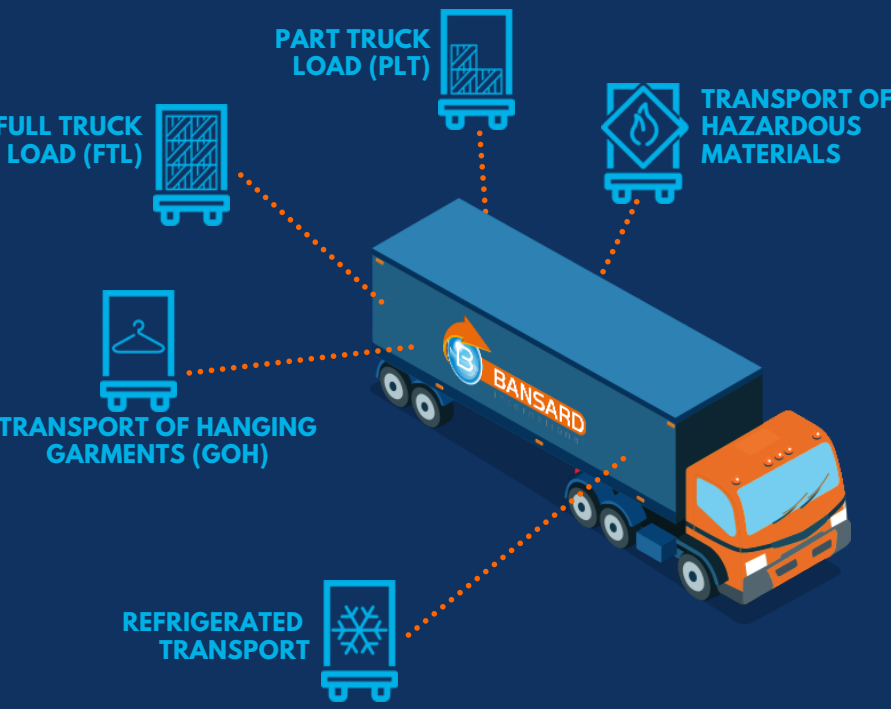 PART TRUCK
LOAD (PLT)
FULL TRUCK
LOAD (FTL)
TRANSPORT OF
HAZARDOUS
MATERIALS
TRANSPORT OF HANGING
GARMENTS (GOH)
B
BANSARD
REFRIGERATED
TRANSPORT